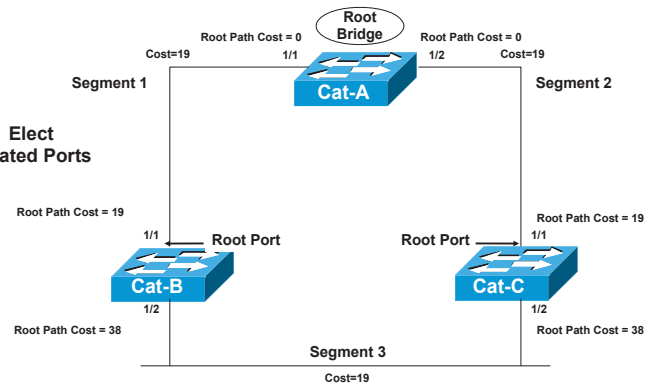 Root
Bridge
Root Path Cost = 0
Root Path Cost = 0
Cost=19
1/1
1/2
Cost=19
Segment 1
Cat-A
Segment 2
Elect
ated Ports
Root Path Cost = 19
Root Path Cost = 19
1/1
Root Port
Root Port
1/1
Cat-B
Cat-C
1/2
1/2
Root Path Cost = 38
Root Path Cost = 38
Segment 3
Cost=19